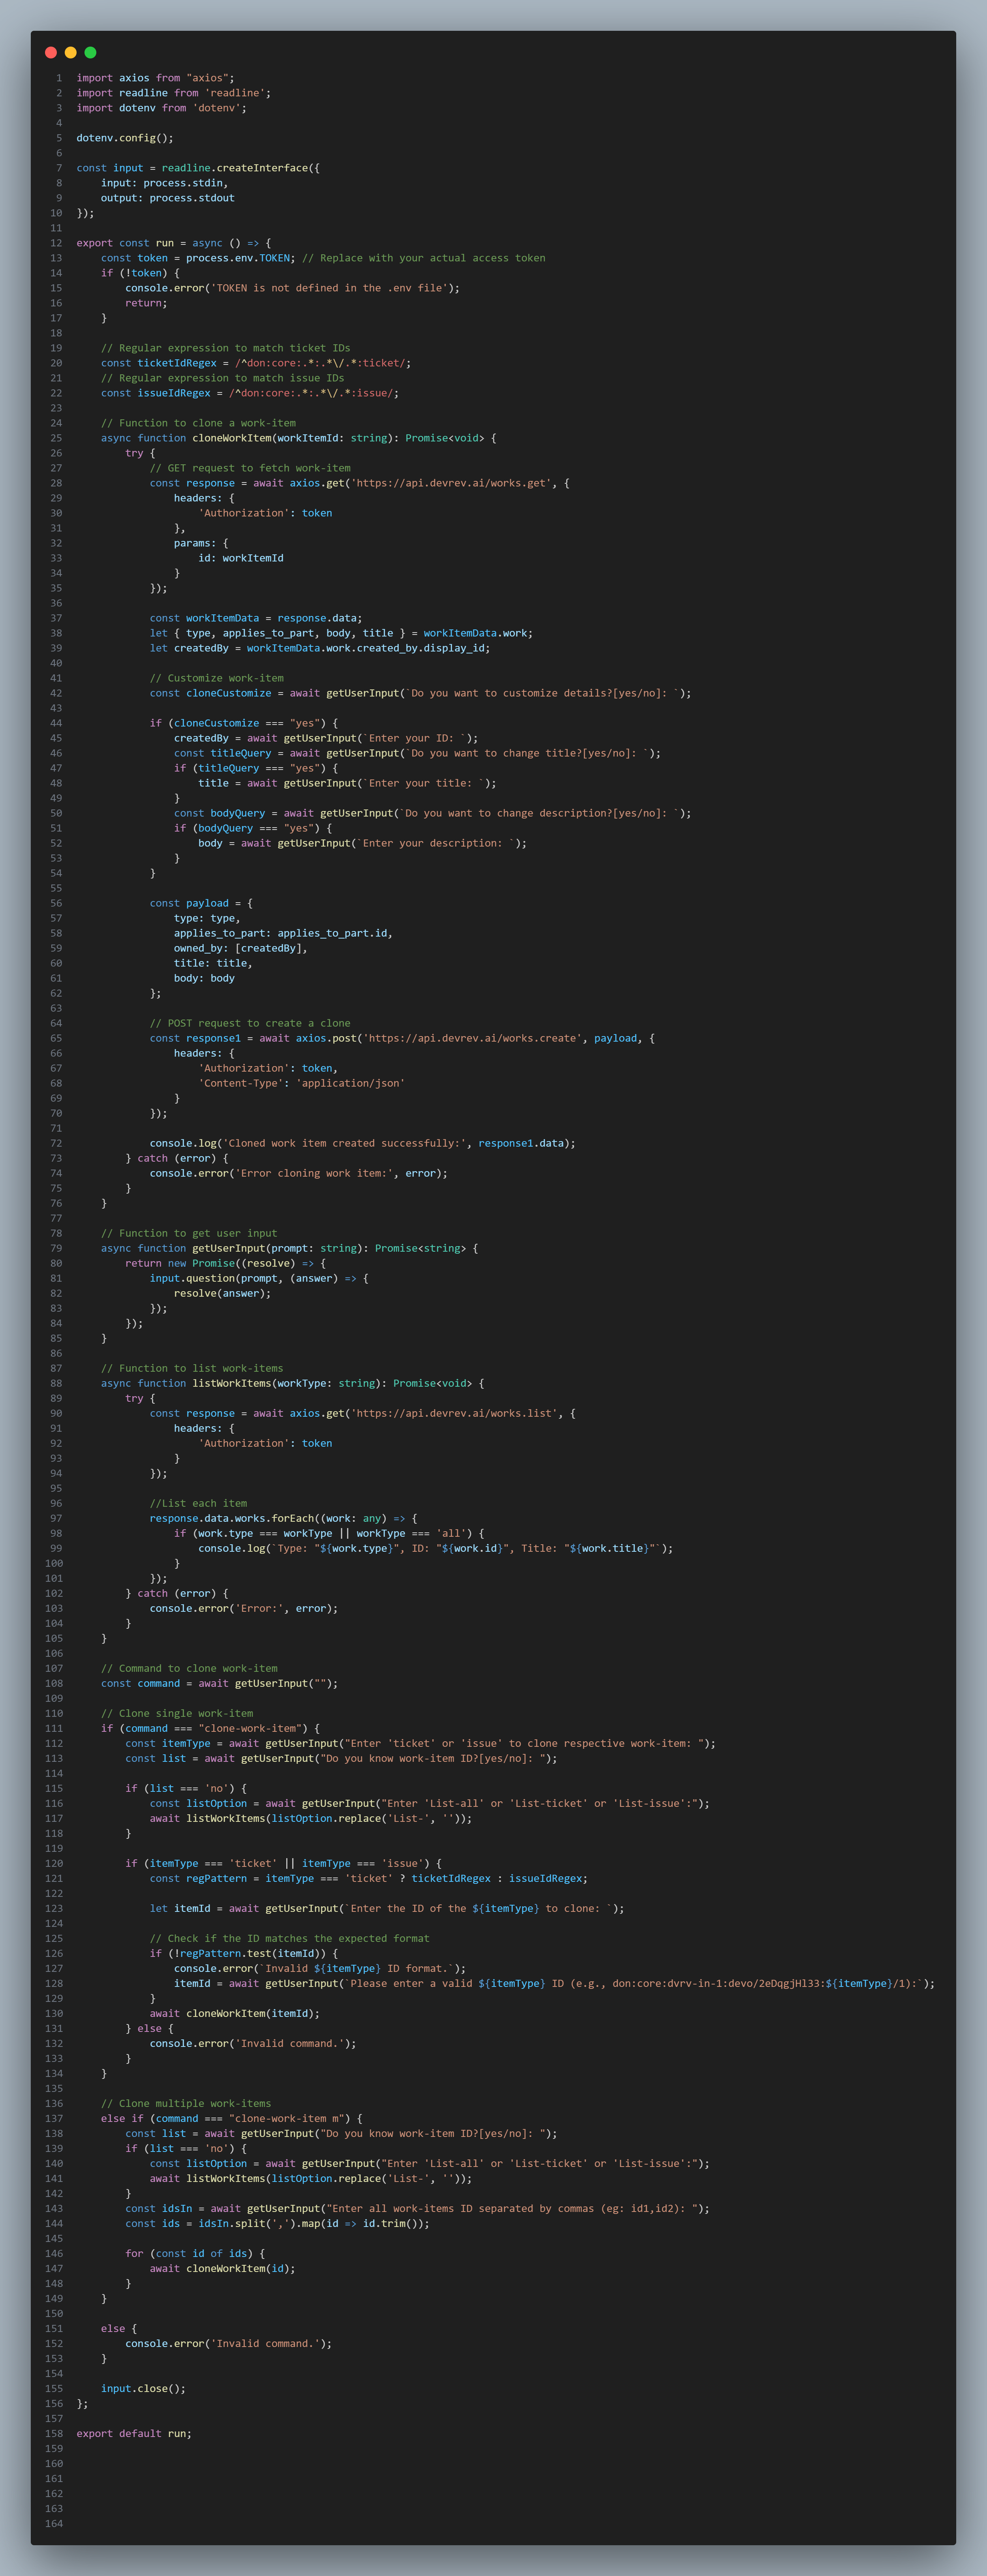 1 import axios from "axios";
2 import readline from 'readline';
3 import dotenv from 'dotenv';
4
5 dotenv.config();
6
7 const input = readline.createInterface({
8     input: process.stdin,
9     output: process.stdout
10 });
11
12 export const run = async () => {
13     const token = process.env.TOKEN; // Replace with your actual access token
14     if (!token) {
15         console.error('TOKEN is not defined in the .env file');
16         return;
17     }
18
19     // Regular expression to match ticket IDs
20     const ticketIdRegex = /^don:core:.*:.*\/.*:ticket/;
21     // Regular expression to match issue IDs
22     const issueIdRegex = /^don:core:.*:.*\/.*:issue/;
23
24     // Function to clone a work-item
25     async function cloneWorkItem(workItemId: string): Promise<void> {
26         try {
27             // GET request to fetch work-item
28             const response = await axios.get('https://api.devrev.ai/works.get', {
29                 headers: {
30                     'Authorization': token
31                 },
32                 params: {
33                     id: workItemId
34                 }
35             });
36
37             const workItemData = response.data;
38             let { type, applies_to_part, body, title } = workItemData.work;
39             let createdBy = workItemData.work.created_by.display_id;
40
41             // Customize work-item
42             const cloneCustomize = await getUserInput(`Do you want to customize details?[yes/no]: `);
43
44             if (cloneCustomize === "yes") {
45                 createdBy = await getUserInput(`Enter your ID: `);
46                 const titleQuery = await getUserInput(`Do you want to change title?[yes/no]: `);
47                 if (titleQuery === "yes") {
48                     title = await getUserInput(`Enter your title: `);
49                 }
50                 const bodyQuery = await getUserInput(`Do you want to change description?[yes/no]: `);
51                 if (bodyQuery === "yes") {
52                     body = await getUserInput(`Enter your description: `);
53                 }
54             }
55
56             const payload = {
57                 type: type,
58                 applies_to_part: applies_to_part.id,
59                 owned_by: [createdBy],
60                 title: title,
61                 body: body
62             };
63
64             // POST request to create a clone
65             const response1 = await axios.post('https://api.devrev.ai/works.create', payload, {
66                 headers: {
67                     'Authorization': token,
68                     'Content-Type': 'application/json'
69                 }
70             });
71
72             console.log('Cloned work item created successfully:', response1.data);
73         } catch (error) {
74             console.error('Error cloning work item:', error);
75         }
76     }
77
78     // Function to get user input
79     async function getUserInput(prompt: string): Promise<string> {
80         return new Promise((resolve) => {
81             input.question(prompt, (answer) => {
82                 resolve(answer);
83             });
84         });
85     }
86
87     // Function to list work-items
88     async function listWorkItems(workType: string): Promise<void> {
89         try {
90             const response = await axios.get('https://api.devrev.ai/works.list', {
91                 headers: {
92                     'Authorization': token
93                 }
94             });
95
96             //List each item
97             response.data.works.forEach((work: any) => {
98                 if (work.type === workType || workType === 'all') {
99                     console.log(`Type: "${work.type}", ID: "${work.id}", Title: "${work.title}"`);
100                 }
101             });
102         } catch (error) {
103             console.error('Error:', error);
104         }
105     }
106
107     // Command to clone work-item
108     const command = await getUserInput("");
109
110     // Clone single work-item
111     if (command === "clone-work-item") {
112         const itemType = await getUserInput("Enter 'ticket' or 'issue' to clone respective work-item: ");
113         const list = await getUserInput("Do you know work-item ID?[yes/no]: ");
114
115         if (list === 'no') {
116             const listOption = await getUserInput("Enter 'List-all' or 'List-ticket' or 'List-issue':");
117             await listWorkItems(listOption.replace('List-', ''));
118         }
119
120         if (itemType === 'ticket' || itemType === 'issue') {
121             const regPattern = itemType === 'ticket' ? ticketIdRegex : issueIdRegex;
122
123             let itemId = await getUserInput(`Enter the ID of the ${itemType} to clone: `);
124
125             // Check if the ID matches the expected format
126             if (!regPattern.test(itemId)) {
127                 console.error(`Invalid ${itemType} ID format.`);
128                 itemId = await getUserInput(`Please enter a valid ${itemType} ID (e.g., don:core:dvrv-in-1:devo/2eDqgjHl33:${itemType}/1):`);
129             }
130             await cloneWorkItem(itemId);
131         } else {
132             console.error('Invalid command.');
133         }
134     }
135
136     // Clone multiple work-items
137     else if (command === "clone-work-item m") {
138         const list = await getUserInput("Do you know work-item ID?[yes/no]: ");
139         if (list === 'no') {
140             const listOption = await getUserInput("Enter 'List-all' or 'List-ticket' or 'List-issue':");
141             await listWorkItems(listOption.replace('List-', ''));
142         }
143         const idsIn = await getUserInput("Enter all work-items ID separated by commas (eg: id1,id2): ");
144         const ids = idsIn.split(',').map(id => id.trim());
145
146         for (const id of ids) {
147             await cloneWorkItem(id);
148         }
149     }
150
151     else {
152         console.error('Invalid command.');
153     }
154
155     input.close();
156 };
157
158 export default run;
159
160
161
162
163
164